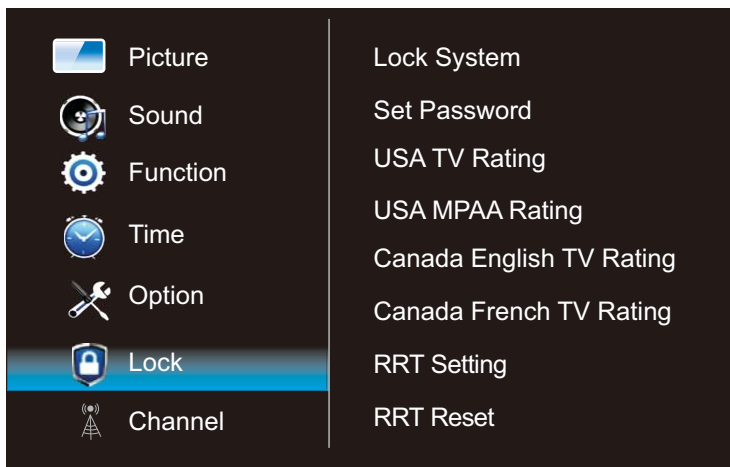 Picture
Sound
Function
Time
Option
Lock
Channel
Lock System
Set Password
USA TV Rating
USA MPAA Rating
Canada English TV Rating
Canada French TV Rating
RRT Setting
RRT Reset